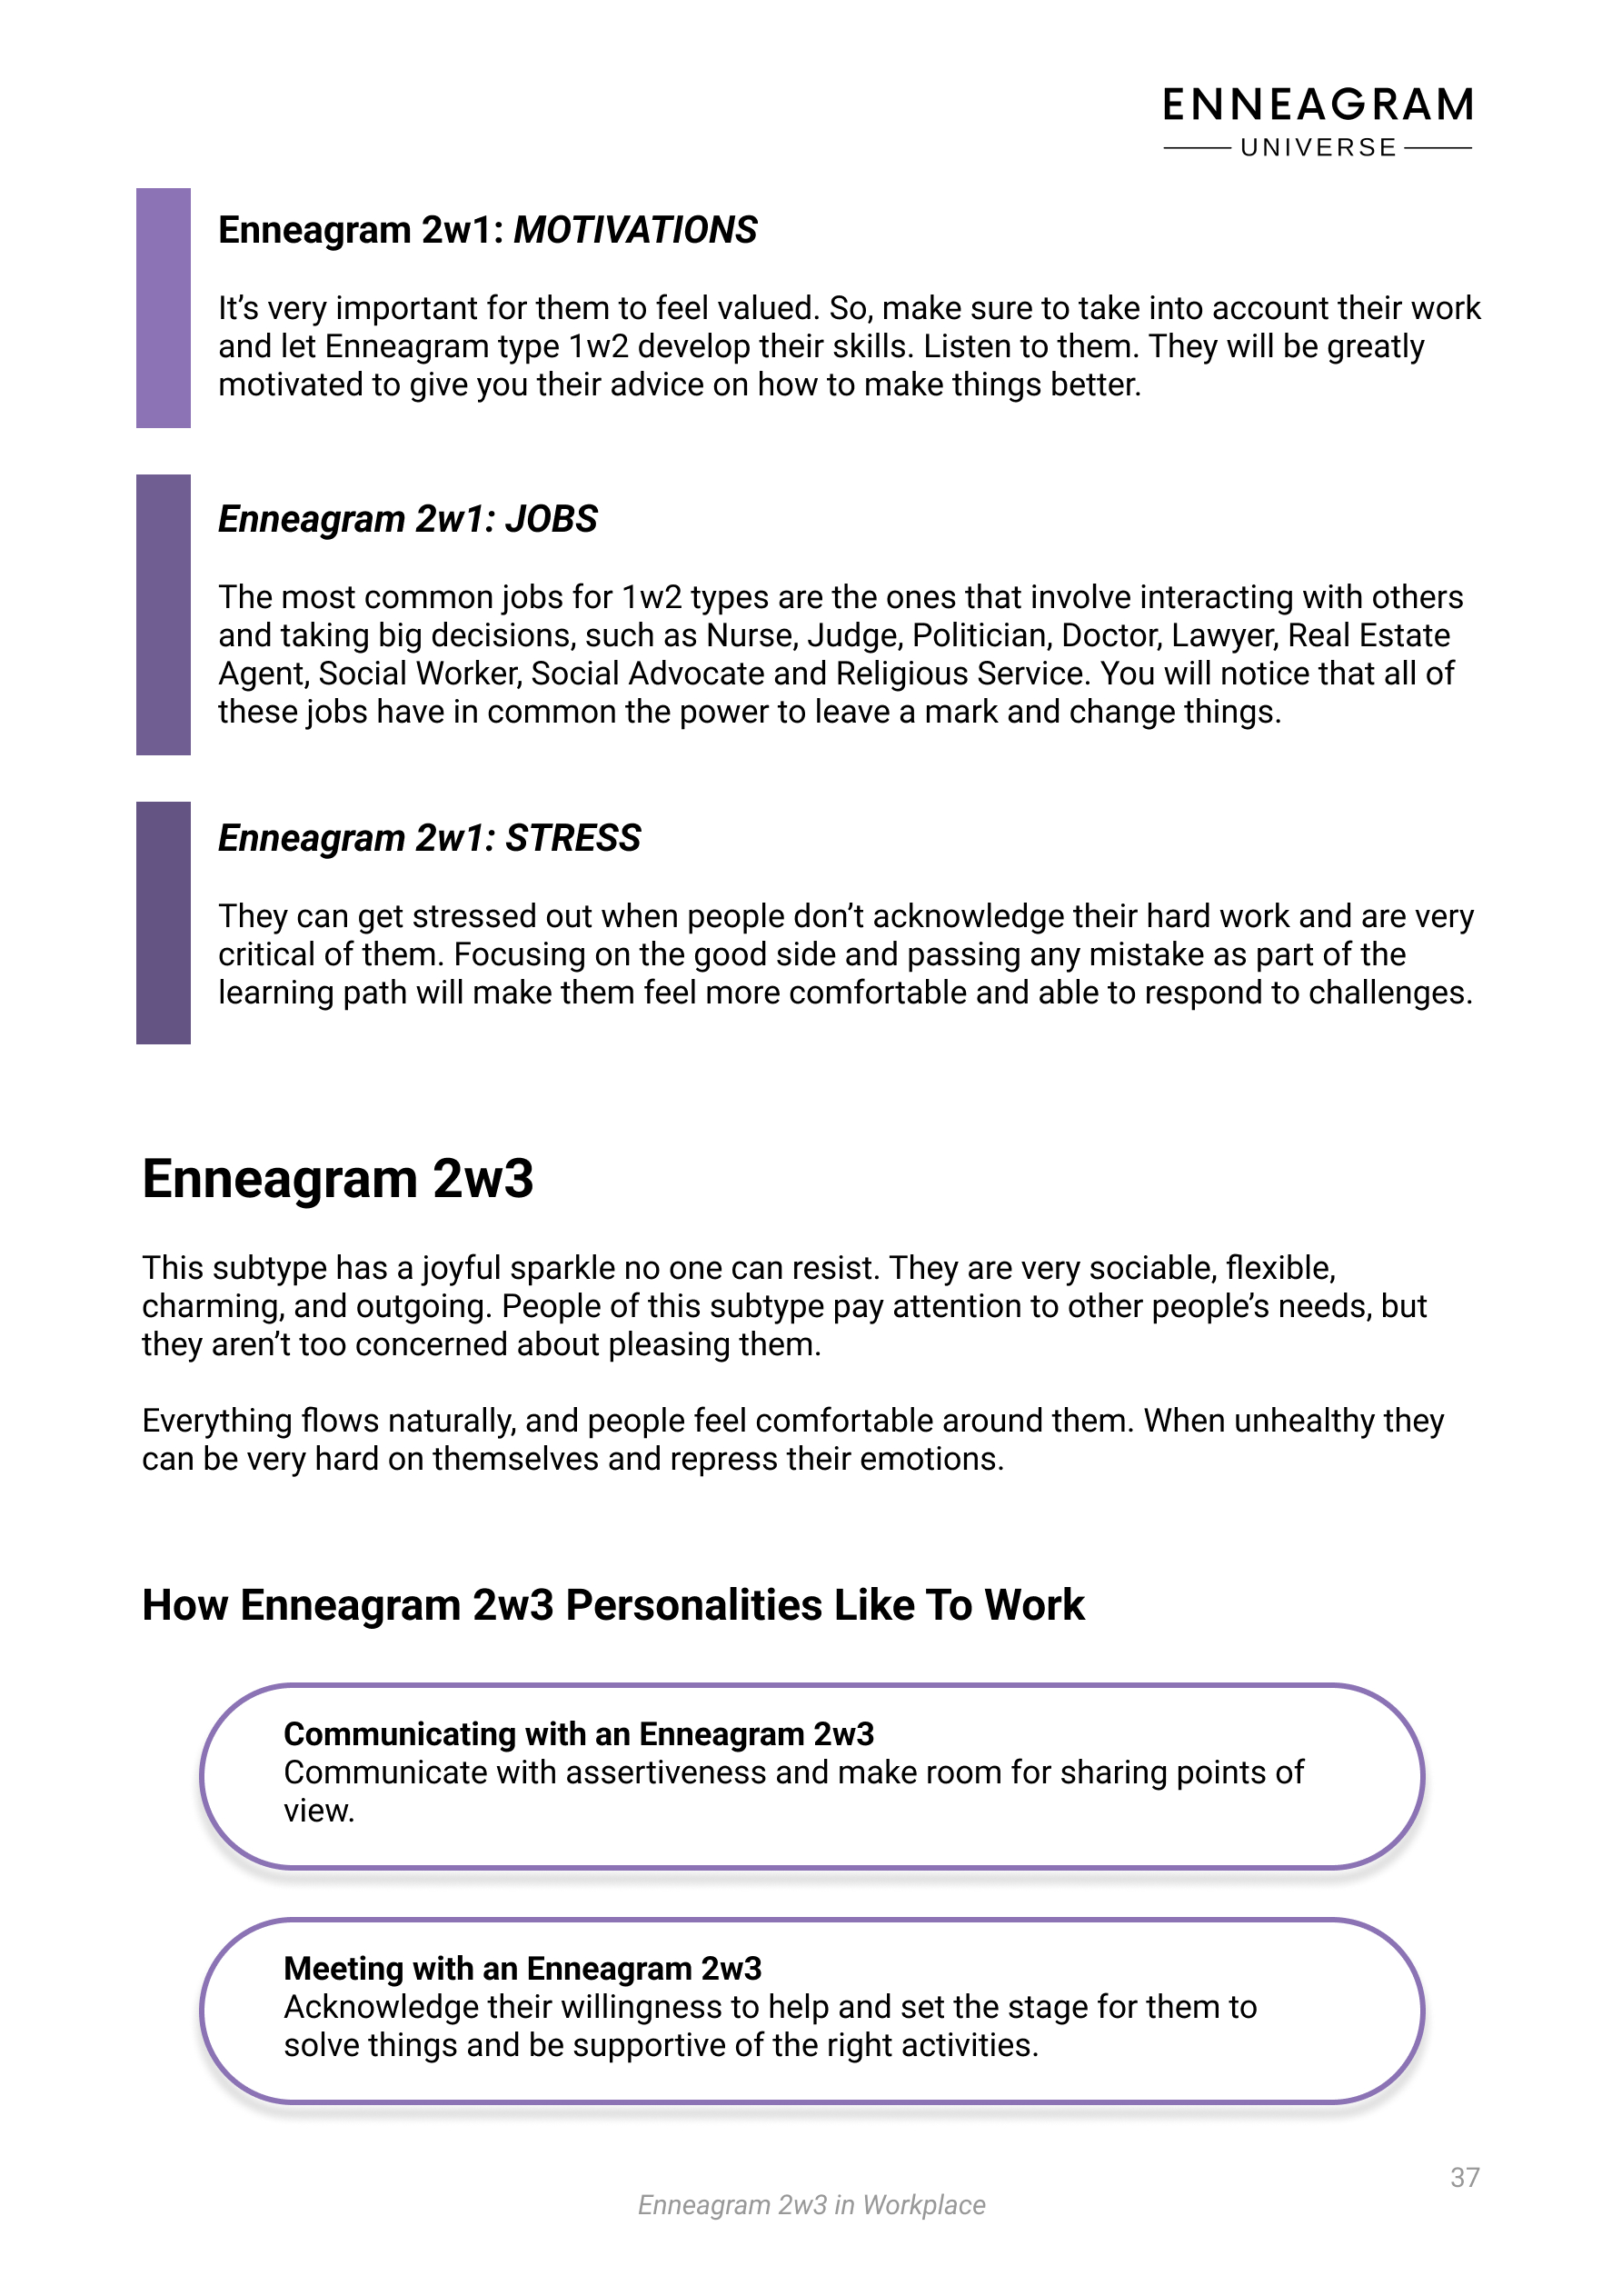 ENNEAGRAM
UNIVERSE
Enneagram 2w1: MOTIVATIONS
It’s very important for them to feel valued. So, make sure to take into account their work
and let Enneagram type 1w2 develop their skills. Listen to them. They will be greatly
motivated to give you their advice on how to make things better.
Enneagram 2w1: JOBS
The most common jobs for 1w2 types are the ones that involve interacting with others
and taking big decisions, such as Nurse, Judge, Politician, Doctor, Lawyer, Real Estate
Agent, Social Worker, Social Advocate and Religious Service. You will notice that all of
these jobs have in common the power to leave a mark and change things.
Enneagram 2w1: STRESS
They can get stressed out when people don’t acknowledge their hard work and are very
critical of them. Focusing on the good side and passing any mistake as part of the
learning path will make them feel more comfortable and able to respond to challenges.
Enneagram 2w3
This subtype has a joyful sparkle no one can resist. They are very sociable, flexible,
charming, and outgoing. People of this subtype pay attention to other people’s needs, but
they aren’t too concerned about pleasing them.
Everything flows naturally, and people feel comfortable around them. When unhealthy they
can be very hard on themselves and repress their emotions.
How Enneagram 2w3 Personalities Like To Work
Communicating with an Enneagram 2w3
Communicate with assertiveness and make room for sharing points of
view.
Meeting with an Enneagram 2w3
Acknowledge their willingness to help and set the stage for them to
solve things and be supportive of the right activities.
37
Enneagram 2w3 in Workplace